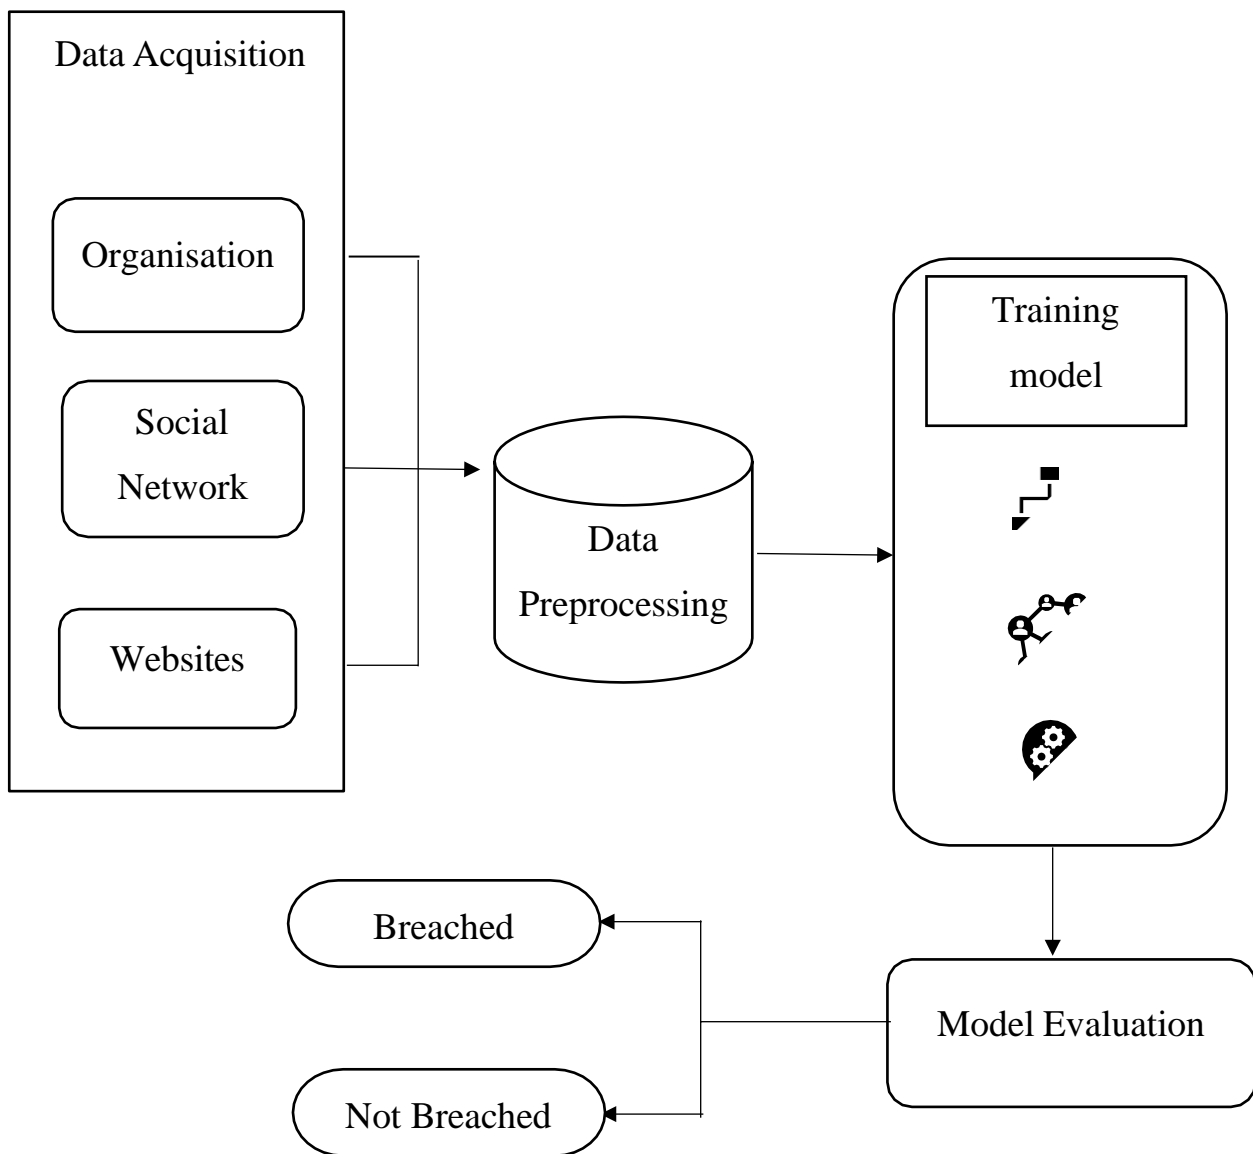 Data Acquisition
Organisation
Social
Network
Websites
Data
Preprocessing
Training
model
Breached
Not Breached
Model Evaluation